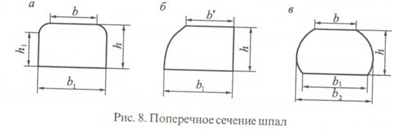 а б в
b b' b
h₁ h h h
b₁ b₁ b₁
b₂
Рис. 8. Поперечное сечение шпал